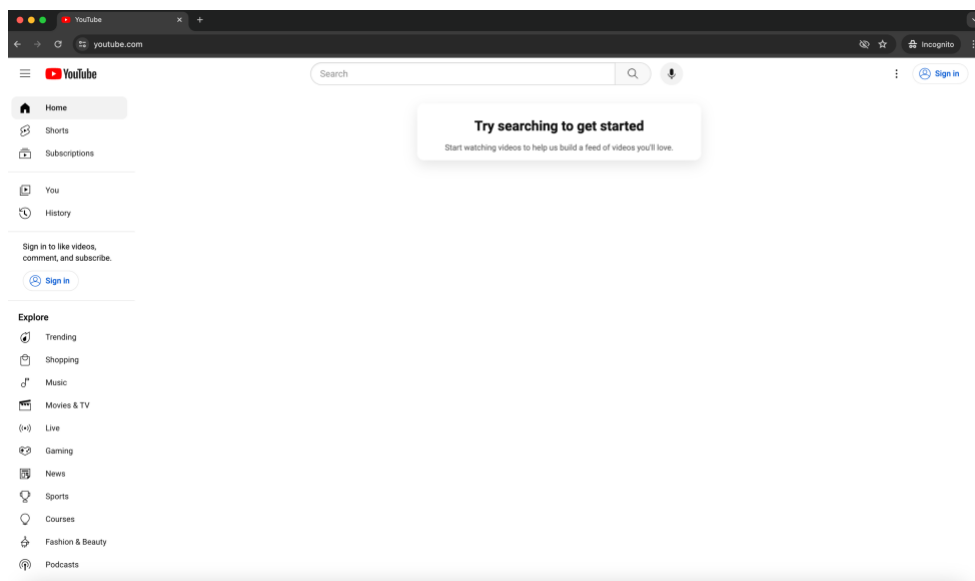 YouTube
youtube.com
Incognito
YouTube
Search
Sign in
Home
Shorts
Subscriptions
You
History
Sign in to like videos,
comment, and subscribe.
Sign in
Explore
Trending
Shopping
Music
Movies & TV
Live
Gaming
News
Sports
Courses
Fashion & Beauty
Podcasts
Try searching to get started
Start watching videos to help us build a feed of videos you'll love.